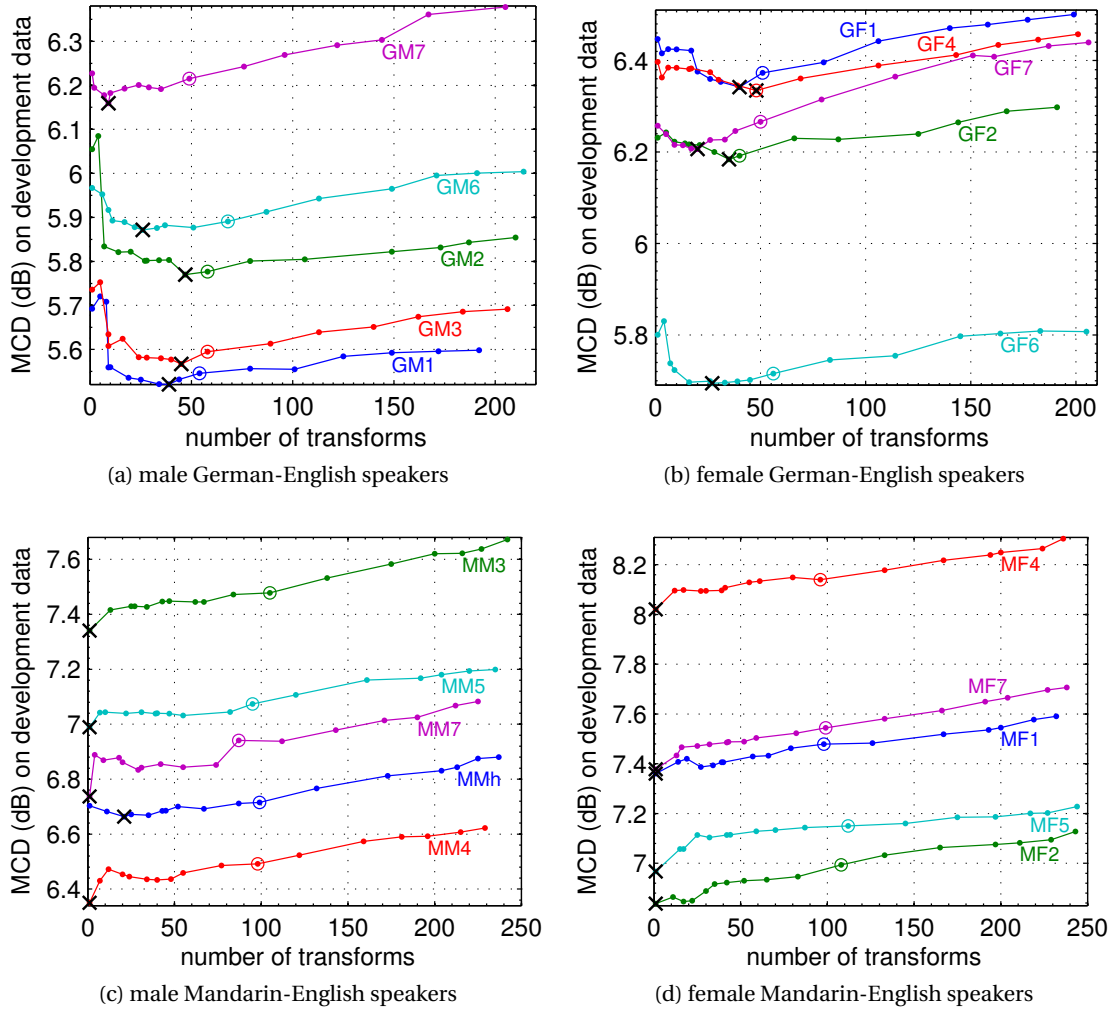 MCD (dB) on development data
6.3
6.2
6.1
6
5.9
5.8
5.7
5.6
GM7
GM6
GM2
GM3
GM1
0 50 100 150 200
number of transforms
(a) male German-English speakers
MCD (dB) on development data
6.4
6.2
6
5.8
GF1
GF4
GF7
GF2
GF6
0 50 100 150 200
number of transforms
(b) female German-English speakers
MCD (dB) on development data
7.6
7.4
7.2
7
6.8
6.6
6.4
MM3
MM5
MM7
MMh
MM4
0 50 100 150 200 250
number of transforms
(c) male Mandarin-English speakers
MCD (dB) on development data
8.2
8
7.8
7.6
7.4
7.2
7
MF4
MF7
MF1
MF5
MF2
0 50 100 150 200 250
number of transforms
(d) female Mandarin-English speakers